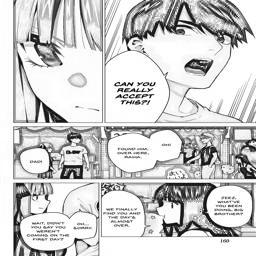 CAN YOU
REALLY
ACCEPT
THIS?!
OH!
FOUND HIM.
OVER HERE,
RAIHA.
DAD!
JEEZ,
WHAT'VE
YOU BEEN
DOING, BIG
BROTHER?
WE FINALLY
FIND YOU
AND THE
DAY'S
ALMOST
OVER.
OH...
SORRY.
WAIT, DIDN'T
YOU SAY YOU
WEREN'T
COMING ON THE
FIRST DAY?
160